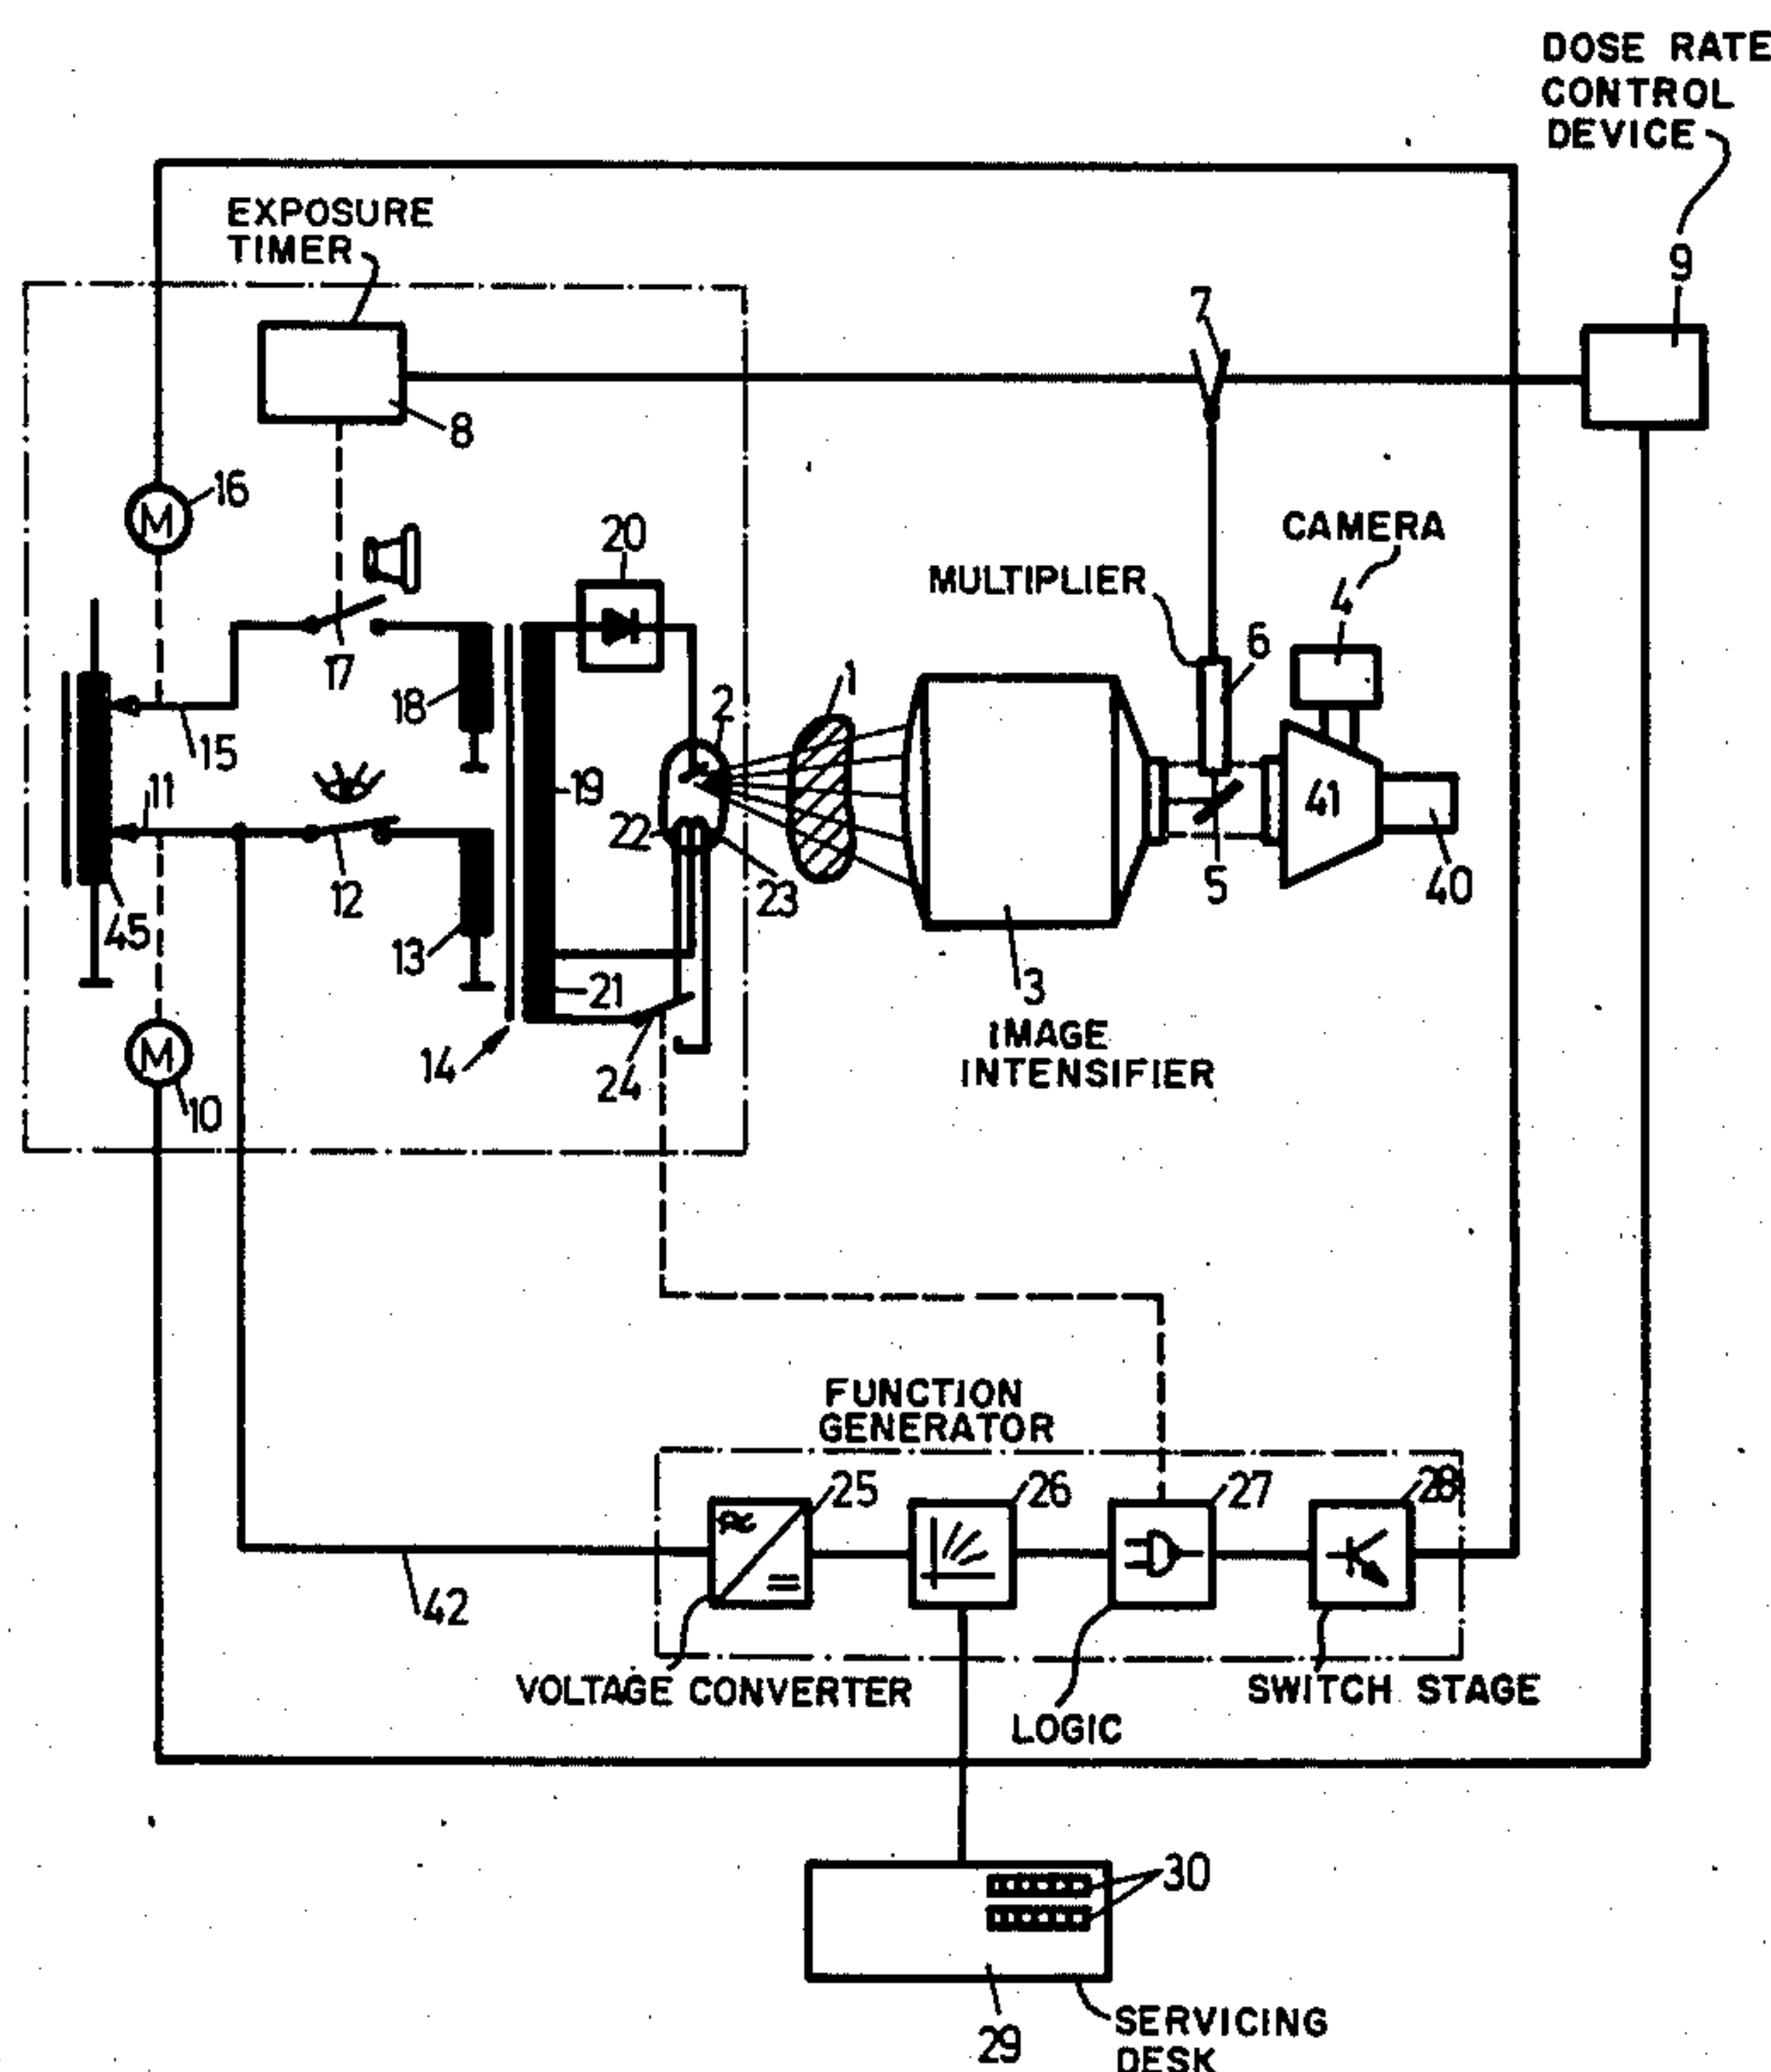 DOSE RATE
CONTROL
DEVICE
EXPOSURE
TIMER
7
9
8
16
M
20
CAMERA
MULTIPLIER
4
6
17
18
1
2
15
11
19
22
41
45
12
23
5
40
13
21
3
M
14
24
IMAGE
INTENSIFIER
10
FUNCTION
GENERATOR
25
26
27
28
42
VOLTAGE CONVERTER
SWITCH STAGE
LOGIC
30
29
SERVICING
DESK